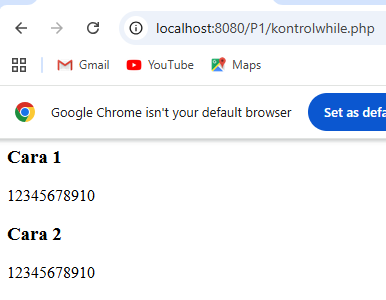 localhost:8080/P1/kontrolwhile.php
Gmail YouTube Maps
Google Chrome isn't your default browser Set as defa
Cara 1
12345678910
Cara 2
12345678910